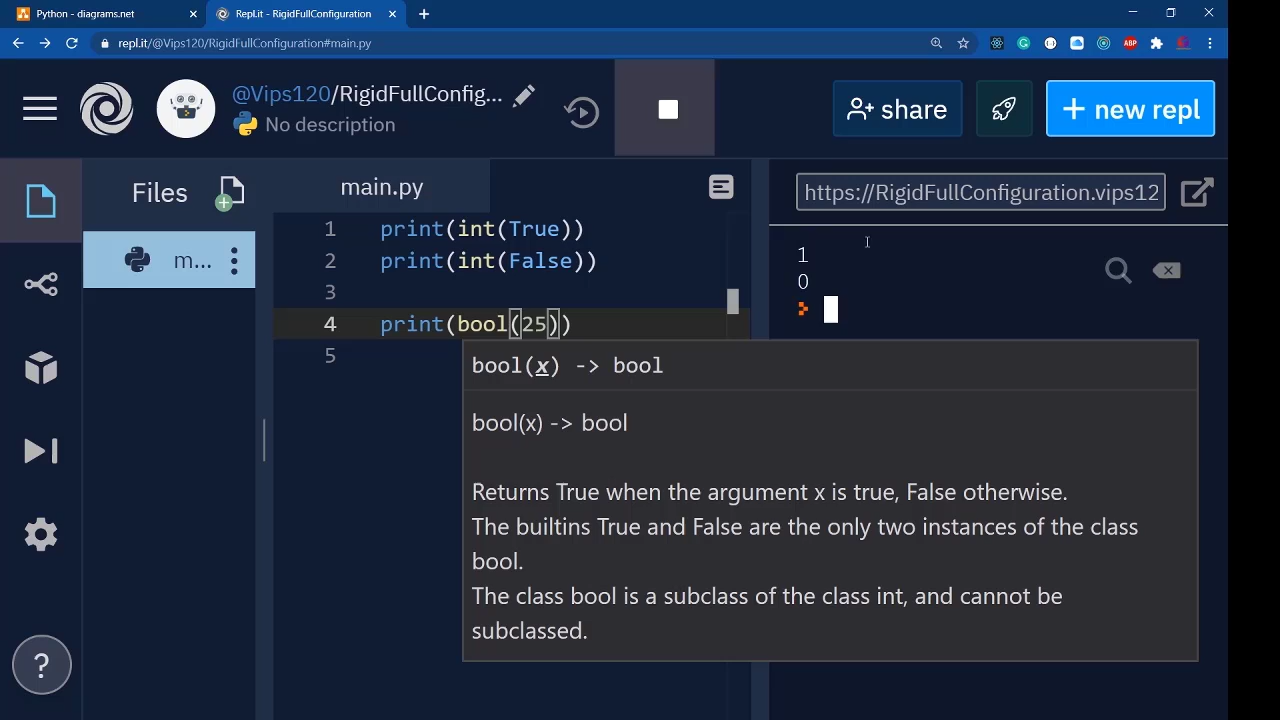 Python - diagrams.net
Repl.it - RigidFullConfiguration
repl.it/@Vips120/RigidFullConfiguration#main.py
ABP
@Vips120/RigidFullConfig...
No description
share
+ new repl
Files
main.py
https://RigidFullConfiguration.vips12
m...
1 print(int(True))
2 print(int(False))
3
4 print(bool(25))
5
1
0
bool(x) -> bool
bool(x) -> bool
Returns True when the argument x is true, False otherwise.
The builtins True and False are the only two instances of the class
bool.
The class bool is a subclass of the class int, and cannot be
subclassed.
?